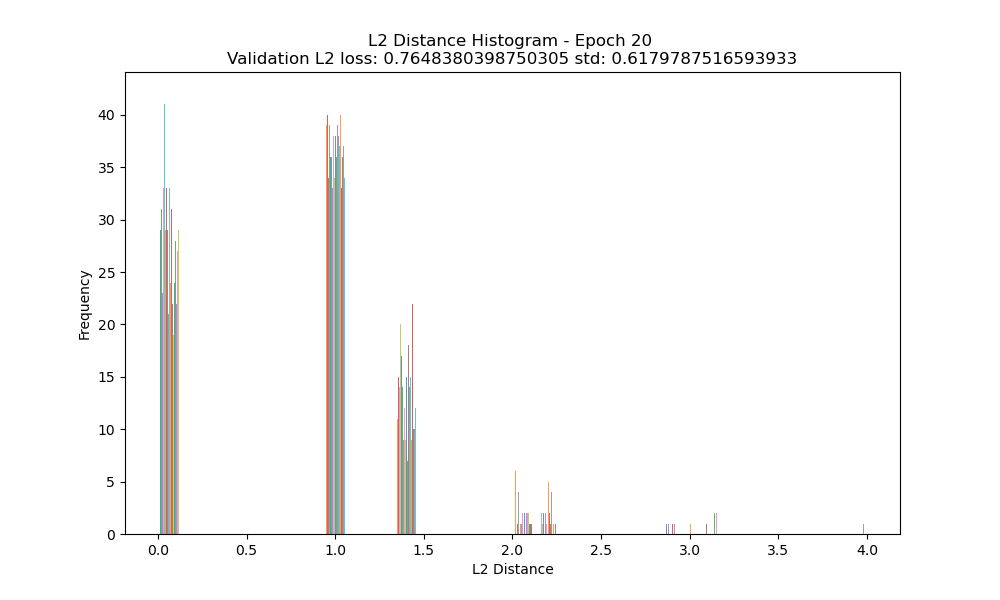 L2 Distance Histogram - Epoch 20
Validation L2 loss: 0.7648380398750305 std: 0.6179787516593933
40
35
30
25
20
15
10
5
0
Frequency
0.0 0.5 1.0 1.5 2.0 2.5 3.0 3.5 4.0
L2 Distance